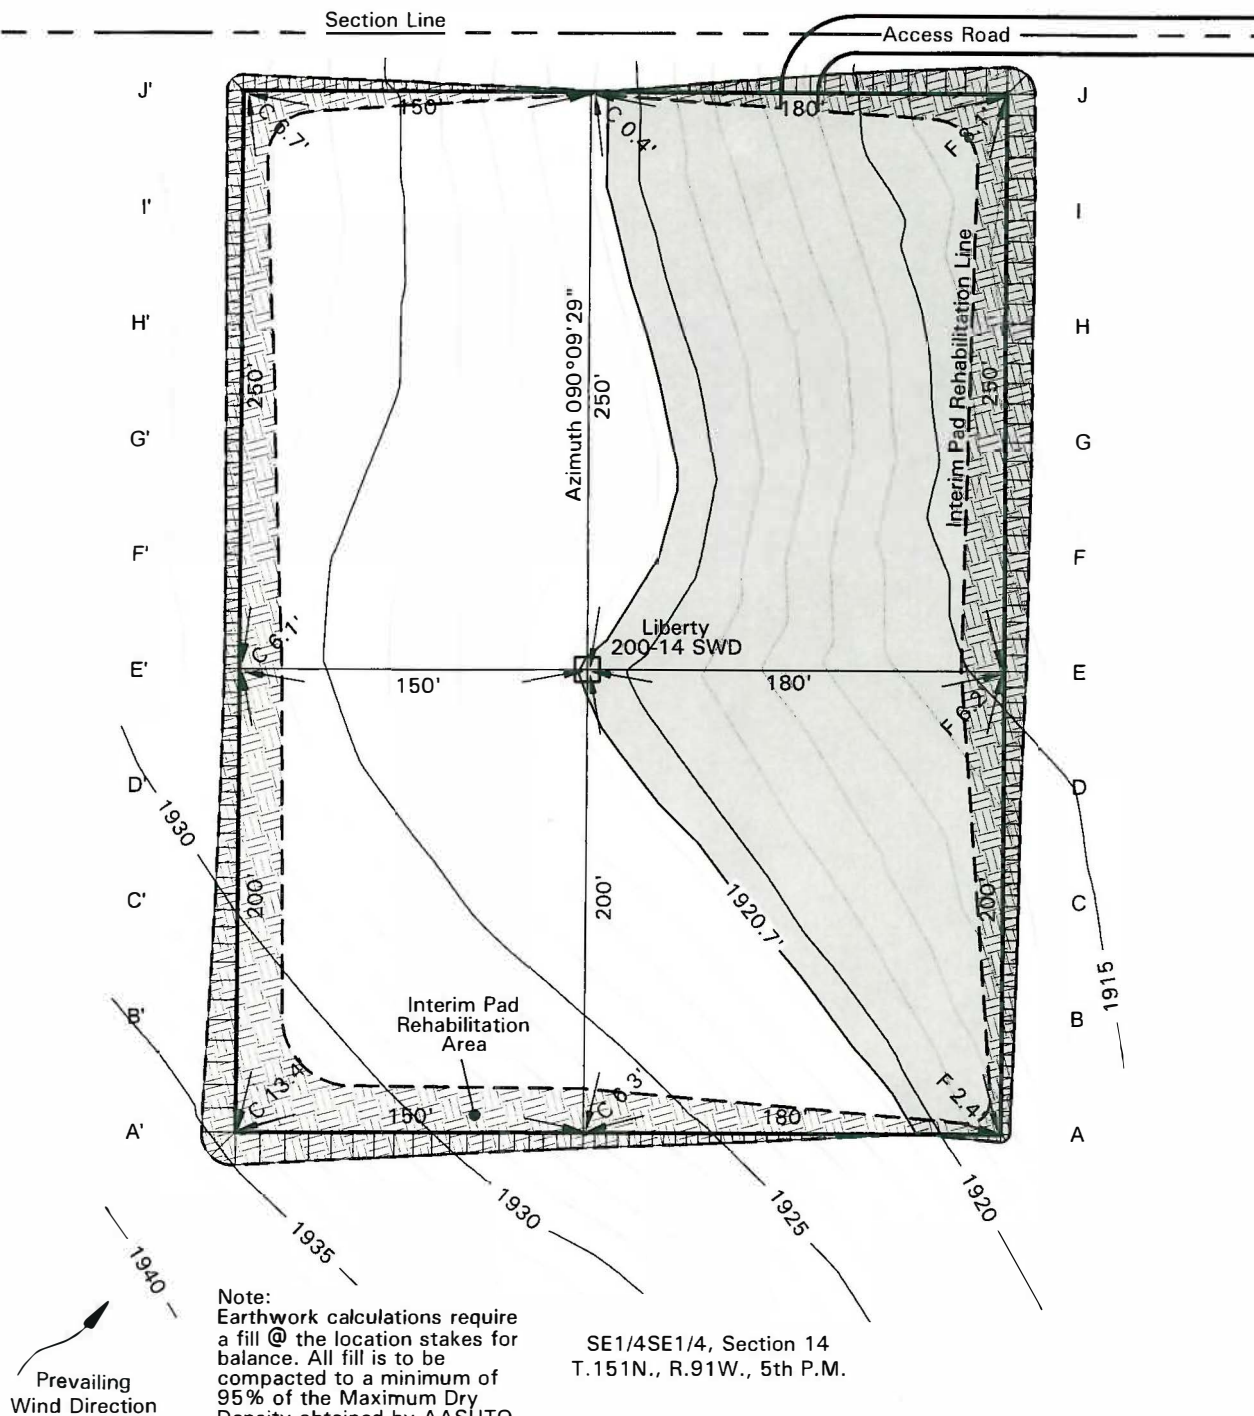 Section Line
Access Road
J'
150'
180'
J
C 6.7'
C 0.4'
F 8.1'
I'
I
Interim Pad Rehabilitation Line
H'
H
Azimuth 090°09'29"
250'
250'
250'
G'
G
F'
F
Liberty
200-14 SWD
C 6.1'
E'
150'
180'
E
D'
F 6.2'
D
1930
C'
200'
200'
1920.7'
200'
C
1915
B'
Interim Pad
Rehabilitation
Area
B
C 13.4'
C 6.3'
F 2.4'
A'
150'
180'
A
1940
1935
1930
1925
1920
Note:
Earthwork calculations require
a fill @ the location stakes for
balance. All fill is to be
compacted to a minimum of
95% of the Maximum Dry
Density obtained by AASHTO
SE1/4SE1/4, Section 14
T.151N., R.91W., 5th P.M.
Prevailing
Wind Direction